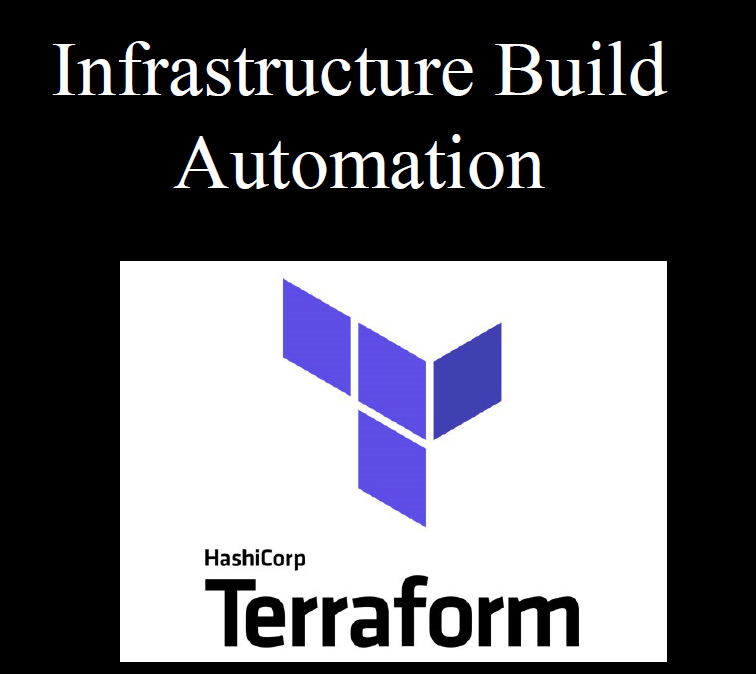 Infrastructure Build
Automation
HashiCorp
Terraform